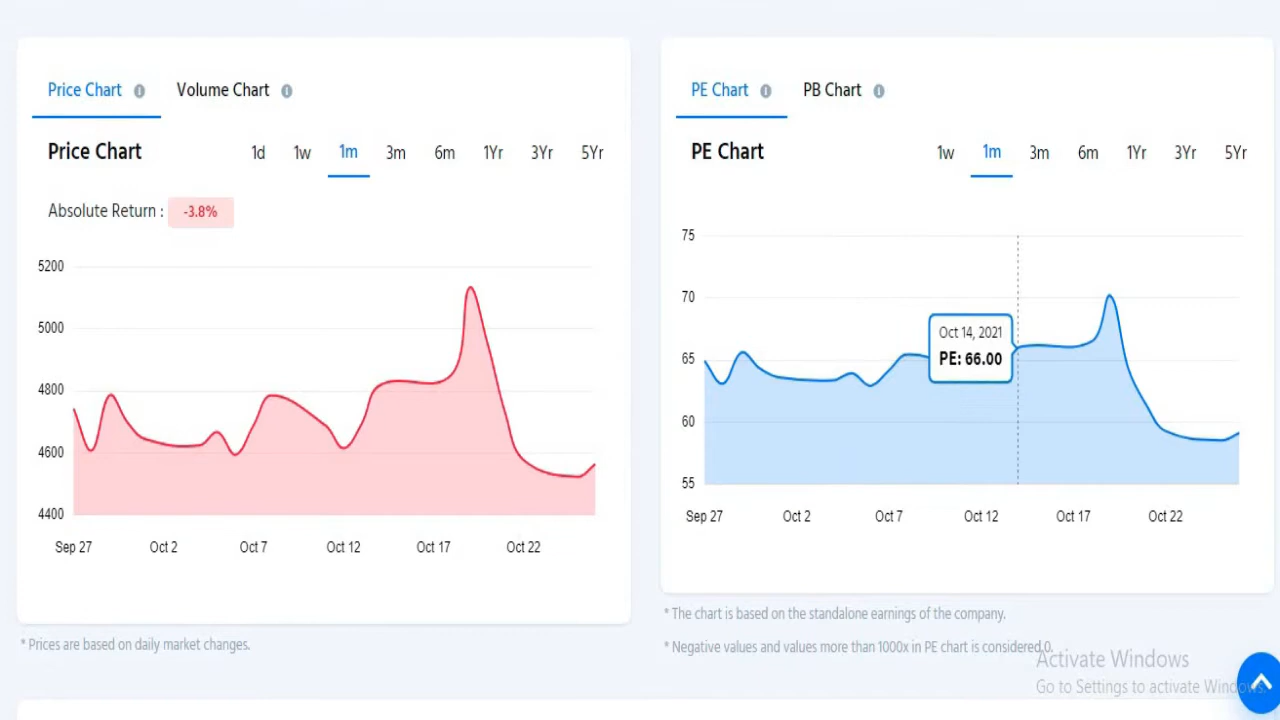 Price Chart
Volume Chart
Price Chart
1d 1w 1m 3m 6m 1Yr 3Yr 5Yr
Absolute Return : -3.8%
5200
5000
4800
4600
4400
Sep 27 Oct 2 Oct 7 Oct 12 Oct 17 Oct 22
* Prices are based on daily market changes.
PE Chart
PB Chart
PE Chart
1w 1m 3m 6m 1Yr 3Yr 5Yr
75
70
65
60
55
Oct 14, 2021
PE: 66.00
Sep 27 Oct 2 Oct 7 Oct 12 Oct 17 Oct 22
* The chart is based on the standalone earnings of the company.
* Negative values and values more than 1000x in PE chart is considered 0.
Activate Windows
Go to Settings to activate Windows.